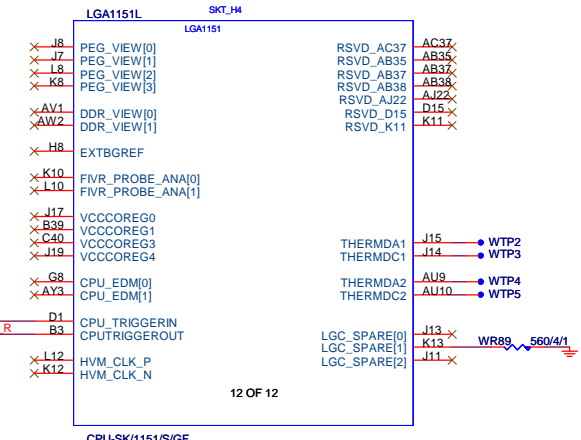 LGA1151L SKT_H4
LGA1151
J8 PEG_VIEW[0] RSVD_AC37 AC37
J7 PEG_VIEW[1] RSVD_AB35 AB35
L8 PEG_VIEW[2] RSVD_AB37 AB37
K8 PEG_VIEW[3] RSVD_AB38 AB38
RSVD_AJ22 AJ22
AV1 DDR_VIEW[0] RSVD_D15 D15
AW2 DDR_VIEW[1] RSVD_K11 K11
H8 EXTBGREF
K10 FIVR_PROBE_ANA[0]
L10 FIVR_PROBE_ANA[1]
J17 VCCCOREG0
B39 VCCCOREG1
C40 VCCCOREG3 THERMDA1 J15 WTP2
J19 VCCCOREG4 THERMDC1 J14 WTP3
G8 CPU_EDM[0] THERMDA2 AU9 WTP4
AY3 CPU_EDM[1] THERMDC2 AU10 WTP5
D1 CPU_TRIGGERIN
R B3 CPUTRIGGEROUT LGC_SPARE[0] J13
LGC_SPARE[1] K13 WR89 560/4/1
L12 HVM_CLK_P LGC_SPARE[2] J11
K12 HVM_CLK_N
12 OF 12
CPU-SK/1151/S/GF